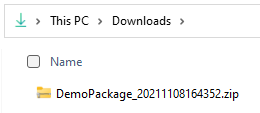 This PC > Downloads >
Name
DemoPackage_20211108164352.zip